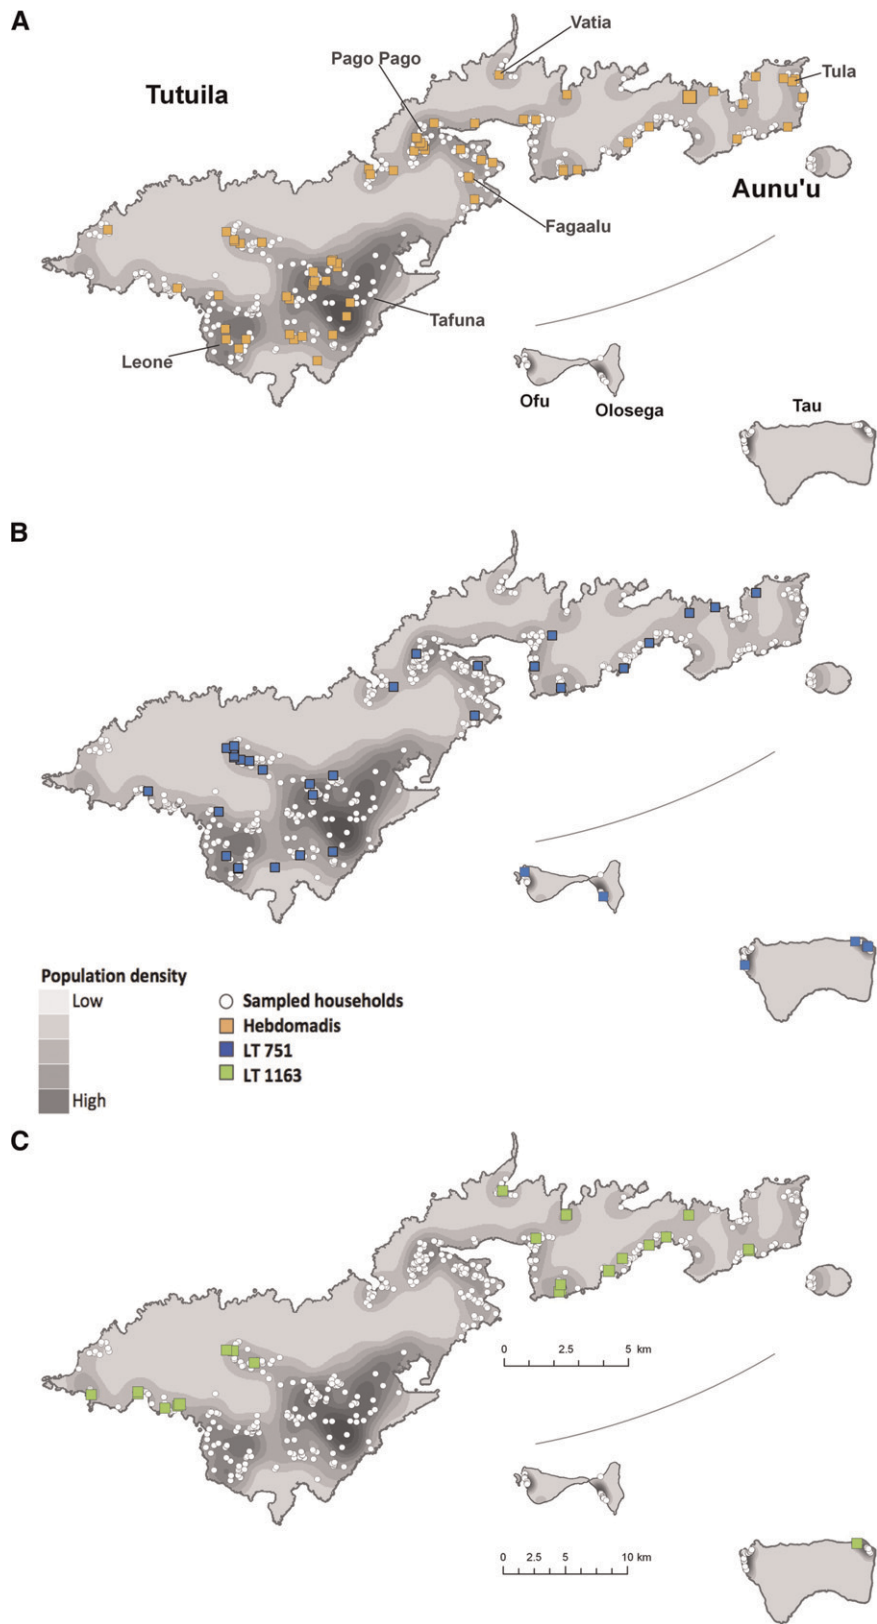 A
Vatia
Pago Pago
Tula
Tutuila
Aunu'u
Fagaalu
Tafuna
Leone
Ofu
Olosega
Tau
B
Population density
Low
High
Sampled households
Hebdomadis
LT 751
LT 1163
C
0 2.5 5 km
0 2.5 5 10 km